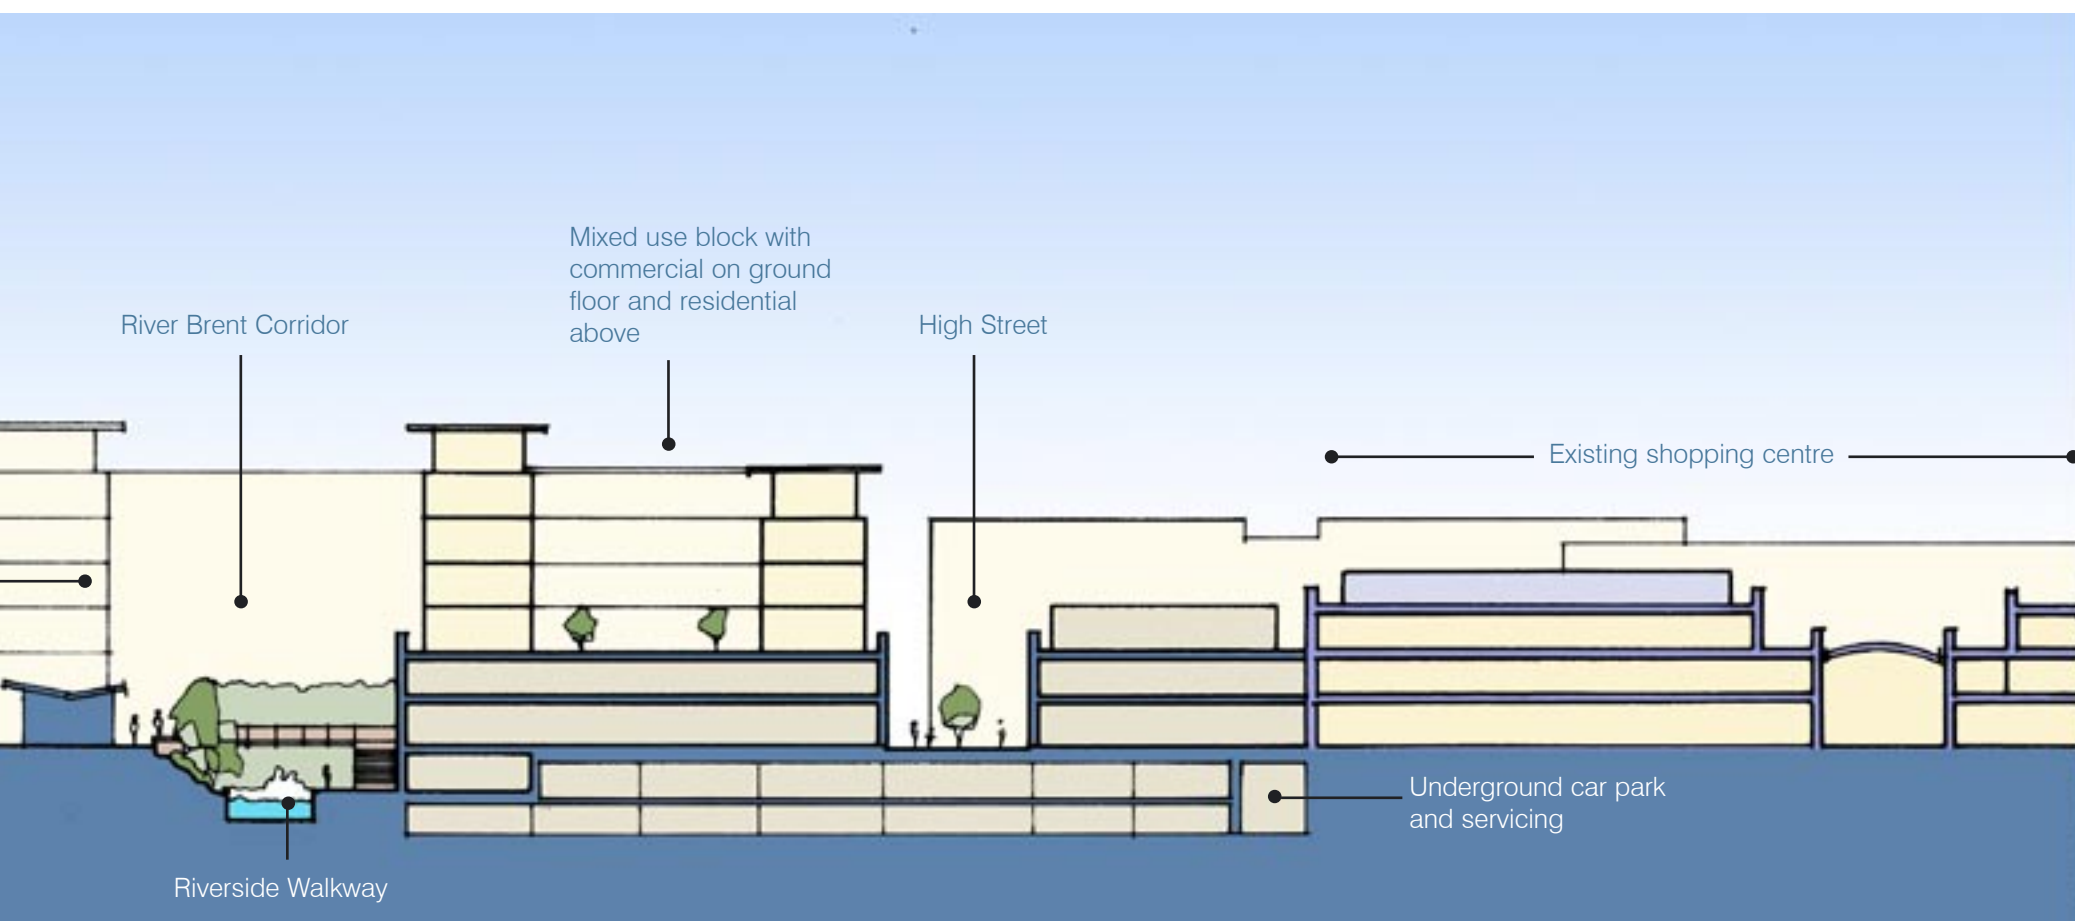 Mixed use block with
commercial on ground
floor and residential
above
River Brent Corridor
High Street
Existing shopping centre
Underground car park
and servicing
Riverside Walkway